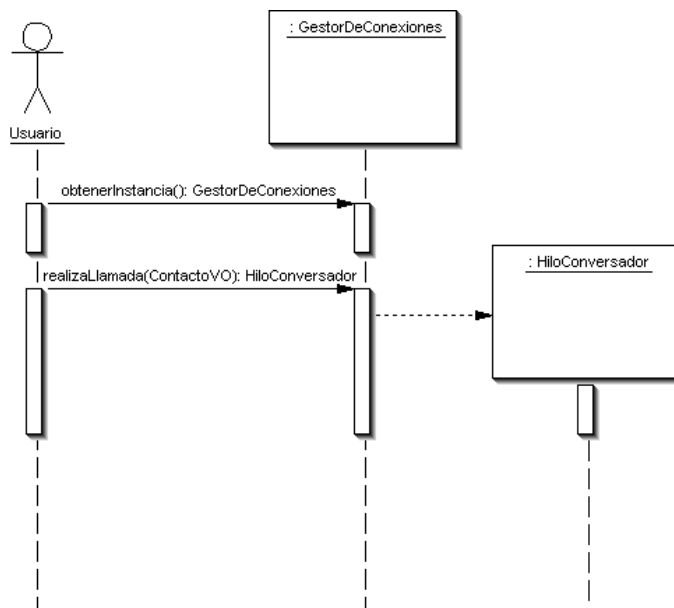 : GestorDeConexiones
Usuario
obtenerInstancia(): GestorDeConexiones
realizaLlamada(ContactoVO): HiloConversador
: HiloConversador